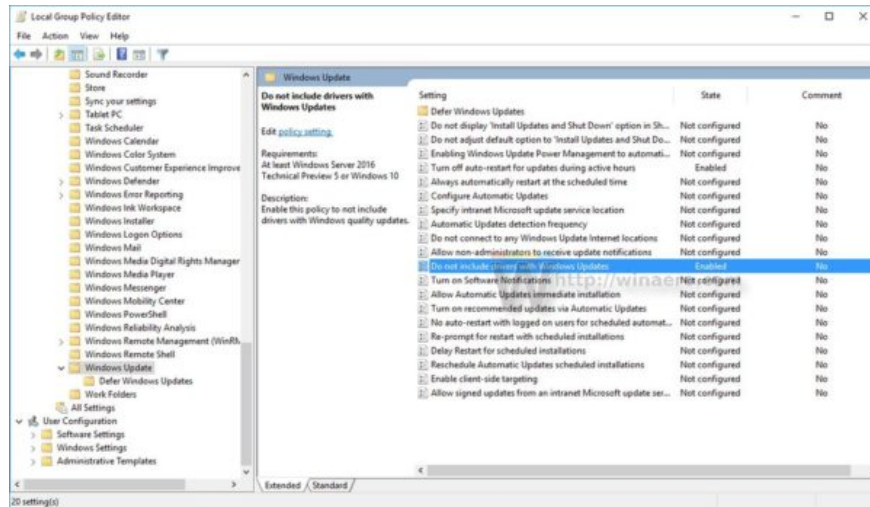 Local Group Policy Editor
File Action View Help
Sound Recorder
Store
Sync your settings
Tablet PC
Task Scheduler
Windows Calendar
Windows Color System
Windows Customer Experience Improve
Windows Defender
Windows Error Reporting
Windows Ink Workspace
Windows Installer
Windows Logon Options
Windows Mail
Windows Media Digital Rights Manager
Windows Media Player
Windows Messenger
Windows Mobility Center
Windows PowerShell
Windows Reliability Analysis
Windows Remote Management (WinRM
Windows Remote Shell
Windows Update
Defer Windows Updates
Work Folders
All Settings
User Configuration
Software Settings
Windows Settings
Administrative Templates
Windows Update
Do not include drivers with
Windows Updates
Edit policy setting.
Requirements:
At least Windows Server 2016
Technical Preview 5 or Windows 10
Description:
Enable this policy to not include
drivers with Windows quality updates.
Setting State Comment
Defer Windows Updates
Do not display 'Install Updates and Shut Down' option in Sh... Not configured No
Do not adjust default option to 'Install Updates and Shut Do... Not configured No
Enabling Windows Update Power Management to automati... Not configured No
Turn off auto-restart for updates during active hours Enabled No
Always automatically restart at the scheduled time Not configured No
Configure Automatic Updates Not configured No
Specify intranet Microsoft update service location Not configured No
Automatic Updates detection frequency Not configured No
Do not connect to any Windows Update Internet locations Not configured No
Allow non-administrators to receive update notifications Not configured No
Do not include drivers with Windows Updates Enabled No
Turn on Software Notifications Not configured No
Allow Automatic Updates immediate installation Not configured No
Turn on recommended updates via Automatic Updates Not configured No
No auto-restart with logged on users for scheduled automat... Not configured No
Re-prompt for restart with scheduled installations Not configured No
Delay Restart for scheduled installations Not configured No
Reschedule Automatic Updates scheduled installations Not configured No
Enable client-side targeting Not configured No
Allow signed updates from an intranet Microsoft update ser... Not configured No
Extended Standard
20 setting(s)